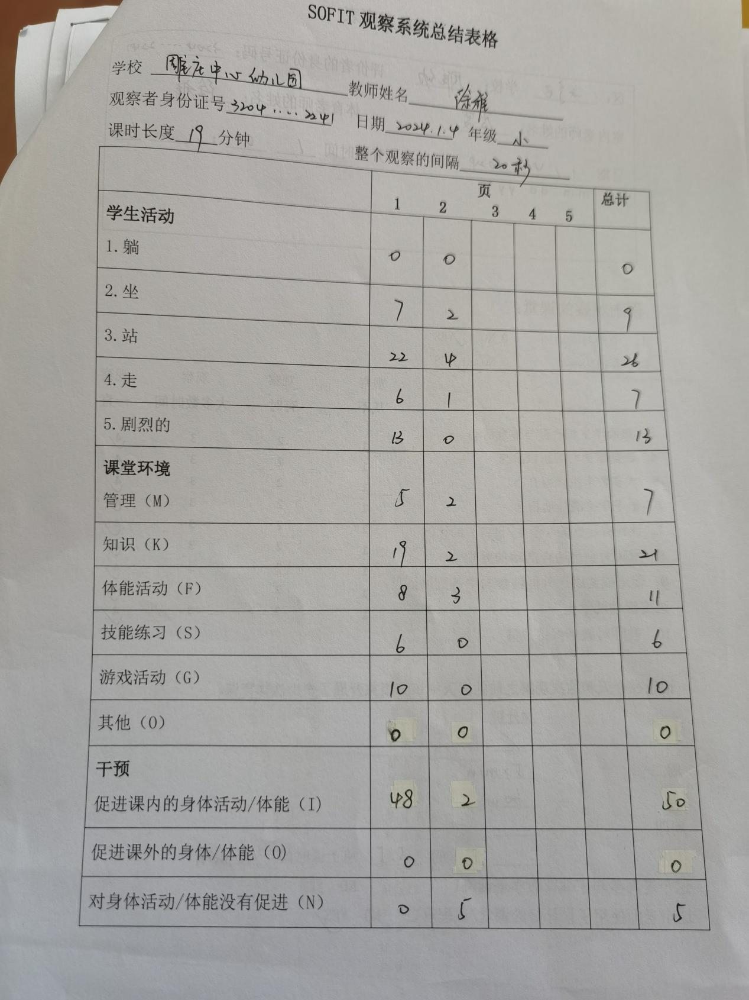 SOFIT 观察系统总结表格
学校 雕庄中心幼儿园 教师姓名 徐雅
观察者身份证号 3204....2241 日期 2024.1.4 年级 小
课时长度 19 分钟 整个观察的间隔 20秒
页 总计
学生活动 1 2 3 4 5
1.躺 0 0 0
2.坐 7 2 9
3.站 22 4 26
4.走 6 1 7
5.剧烈的 13 0 13
课堂环境
管理（M） 5 2 7
知识（K） 19 2 21
体能活动（F） 8 3 11
技能练习（S） 6 0 6
游戏活动（G） 10 0 10
其他（O） 0 0 0
干预
促进课内的身体活动/体能（I） 48 2 50
促进课外的身体/体能（O） 0 0 0
对身体活动/体能没有促进（N） 0 5 5